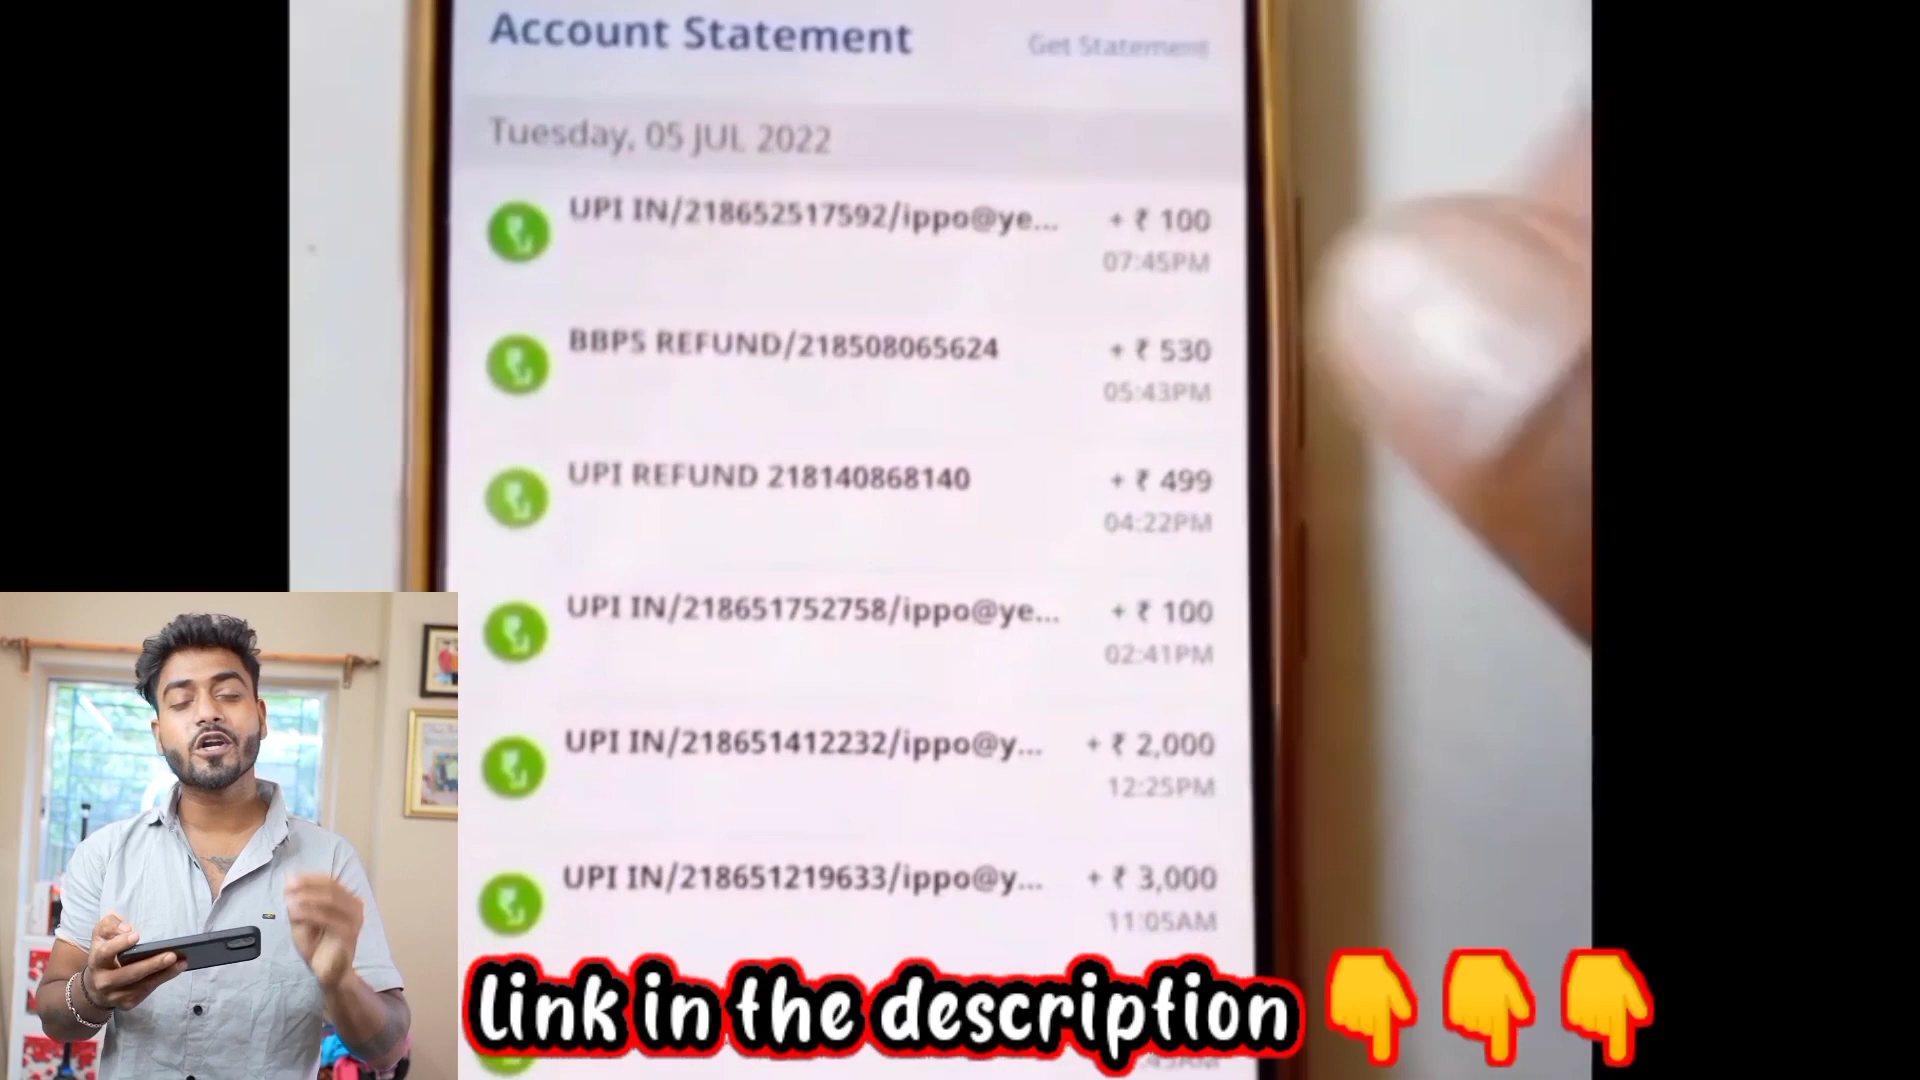 Account Statement
Get Statement
Tuesday, 05 JUL 2022
UPI IN/218652517592/ippo@ye... + ₹ 100
07:45PM
BBPS REFUND/218508065624 + ₹ 530
05:43PM
UPI REFUND 218140868140 + ₹ 499
04:22PM
UPI IN/218651752758/ippo@ye... + ₹ 100
02:41PM
UPI IN/218651412232/ippo@y... + ₹ 2,000
12:25PM
UPI IN/218651219633/ippo@y... + ₹ 3,000
11:05AM
Link in the description 👇👇👇